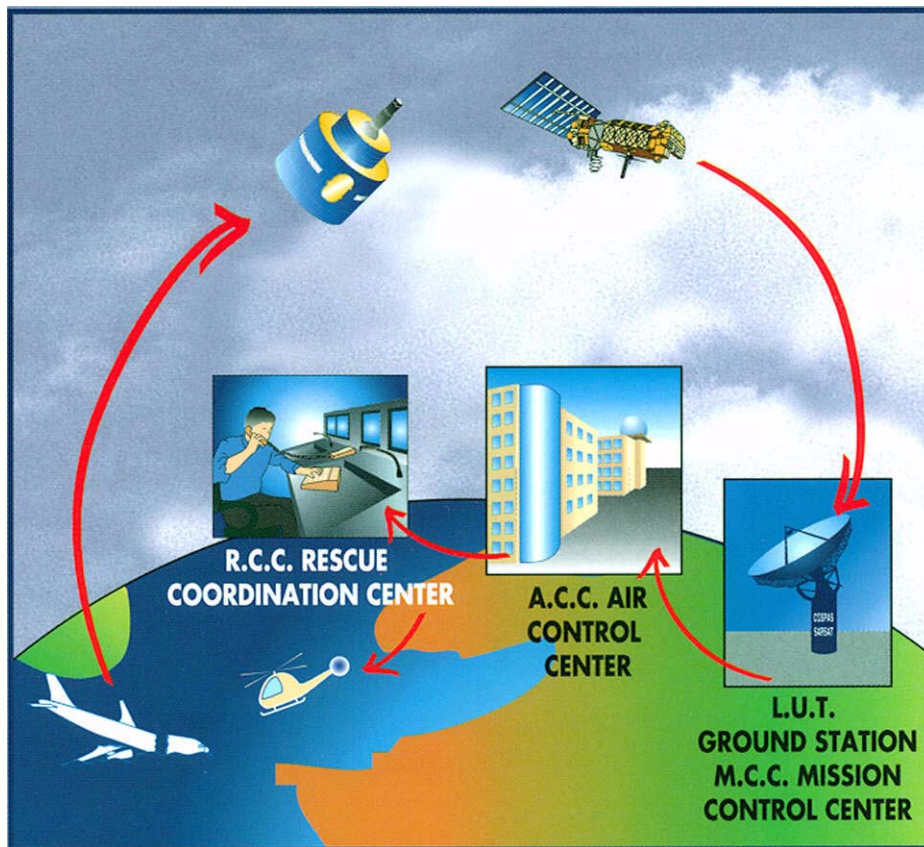 R.C.C. RESCUE
COORDINATION CENTER
A.C.C. AIR
CONTROL
CENTER
COSPAS
SARSAT
L.U.T.
GROUND STATION
M.C.C. MISSION
CONTROL CENTER